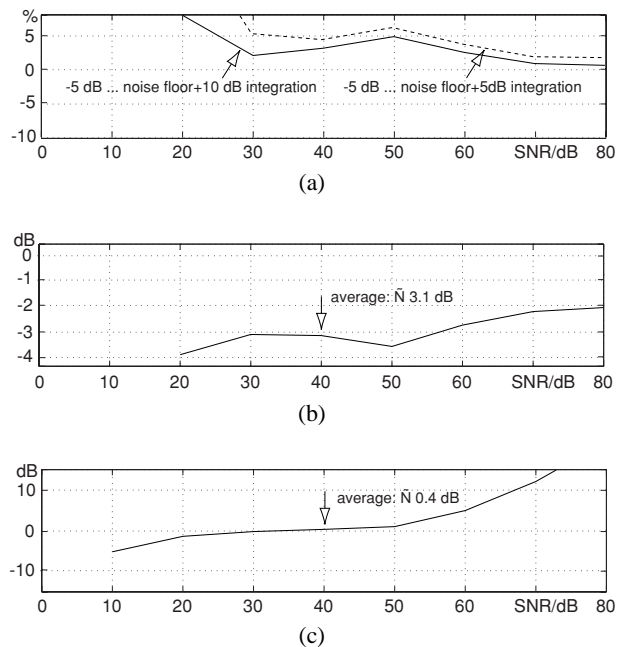 %
5
0
-5 dB ... noise floor+10 dB integration
-5 dB ... noise floor+5dB integration
-5
-10
0 10 20 30 40 50 60 SNR/dB 80
(a)
dB
0
-1
-2
average: Ñ 3.1 dB
-3
-4
0 10 20 30 40 50 60 70 SNR/dB 80
(b)
dB
10
average: Ñ 0.4 dB
0
-10
0 10 20 30 40 50 60 SNR/dB 80
(c)